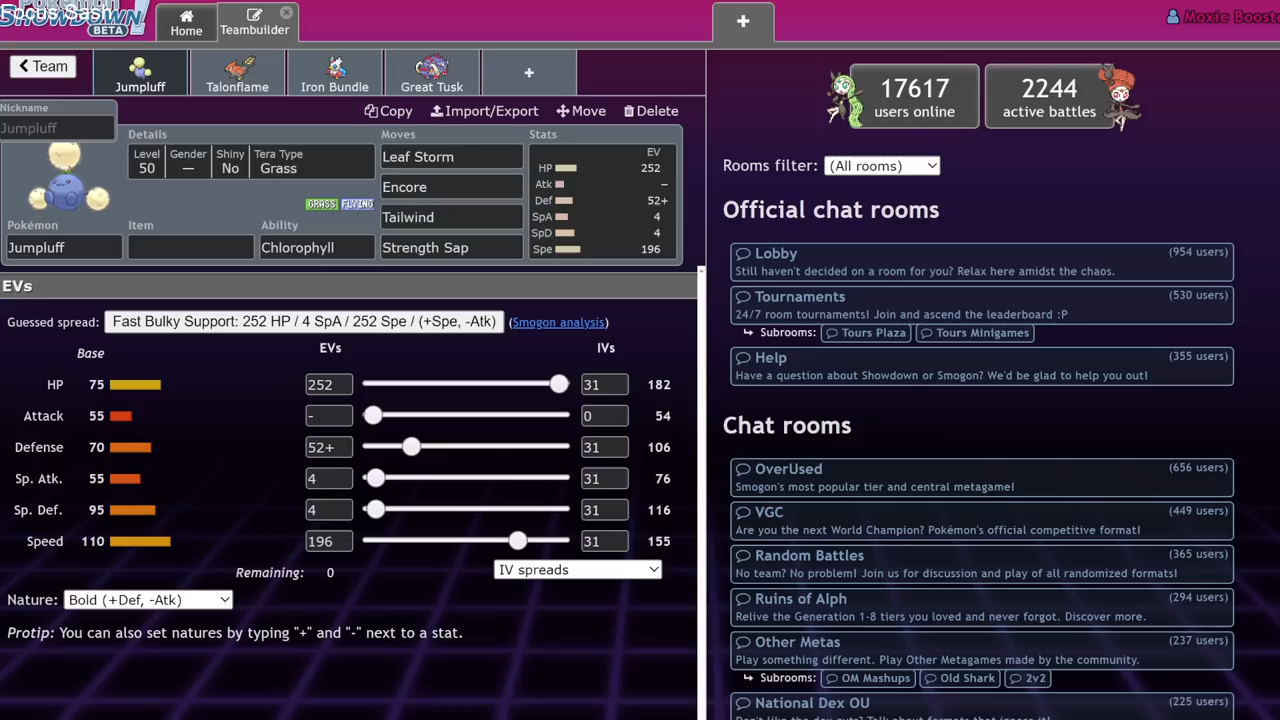 Pokémon
Showdown!
BETA
Focus Sash
Home
Teambuilder
+
Moxie Boost
Team
Jumpluff
Talonflame
Iron Bundle
Great Tusk
+
Copy
Import/Export
Move
Delete
Nickname
Jumpluff
Details
Level
50
Gender
—
Shiny
No
Tera Type
Grass
GRASS FLYING
Pokémon
Jumpluff
Item
Ability
Chlorophyll
Moves
Leaf Storm
Encore
Tailwind
Strength Sap
Stats
EV
HP 252
Atk –
Def 52+
SpA 4
SpD 4
Spe 196
EVs
Guessed spread: Fast Bulky Support: 252 HP / 4 SpA / 252 Spe / (+Spe, -Atk) (Smogon analysis)
Base EVs IVs
HP 75 252 31 182
Attack 55 - 0 54
Defense 70 52+ 31 106
Sp. Atk. 55 4 31 76
Sp. Def. 95 4 31 116
Speed 110 196 31 155
Remaining: 0
IV spreads
Nature: Bold (+Def, -Atk)
Protip: You can also set natures by typing "+" and "-" next to a stat.
17617
users online
2244
active battles
Rooms filter: (All rooms)
Official chat rooms
Lobby (954 users)
Still haven't decided on a room for you? Relax here amidst the chaos.
Tournaments (530 users)
24/7 room tournaments! Join and ascend the leaderboard :P
Subrooms: Tours Plaza Tours Minigames
Help (355 users)
Have a question about Showdown or Smogon? We'd be glad to help you out!
Chat rooms
OverUsed (656 users)
Smogon's most popular tier and central metagame!
VGC (449 users)
Are you the next World Champion? Pokémon's official competitive format!
Random Battles (365 users)
No team? No problem! Join us for discussion and play of all randomized formats!
Ruins of Alph (294 users)
Relive the Generation 1-8 tiers you loved and never forgot. Discover more.
Other Metas (237 users)
Play something different. Play Other Metagames made by the community.
Subrooms: OM Mashups Old Shark 2v2
National Dex OU (225 users)